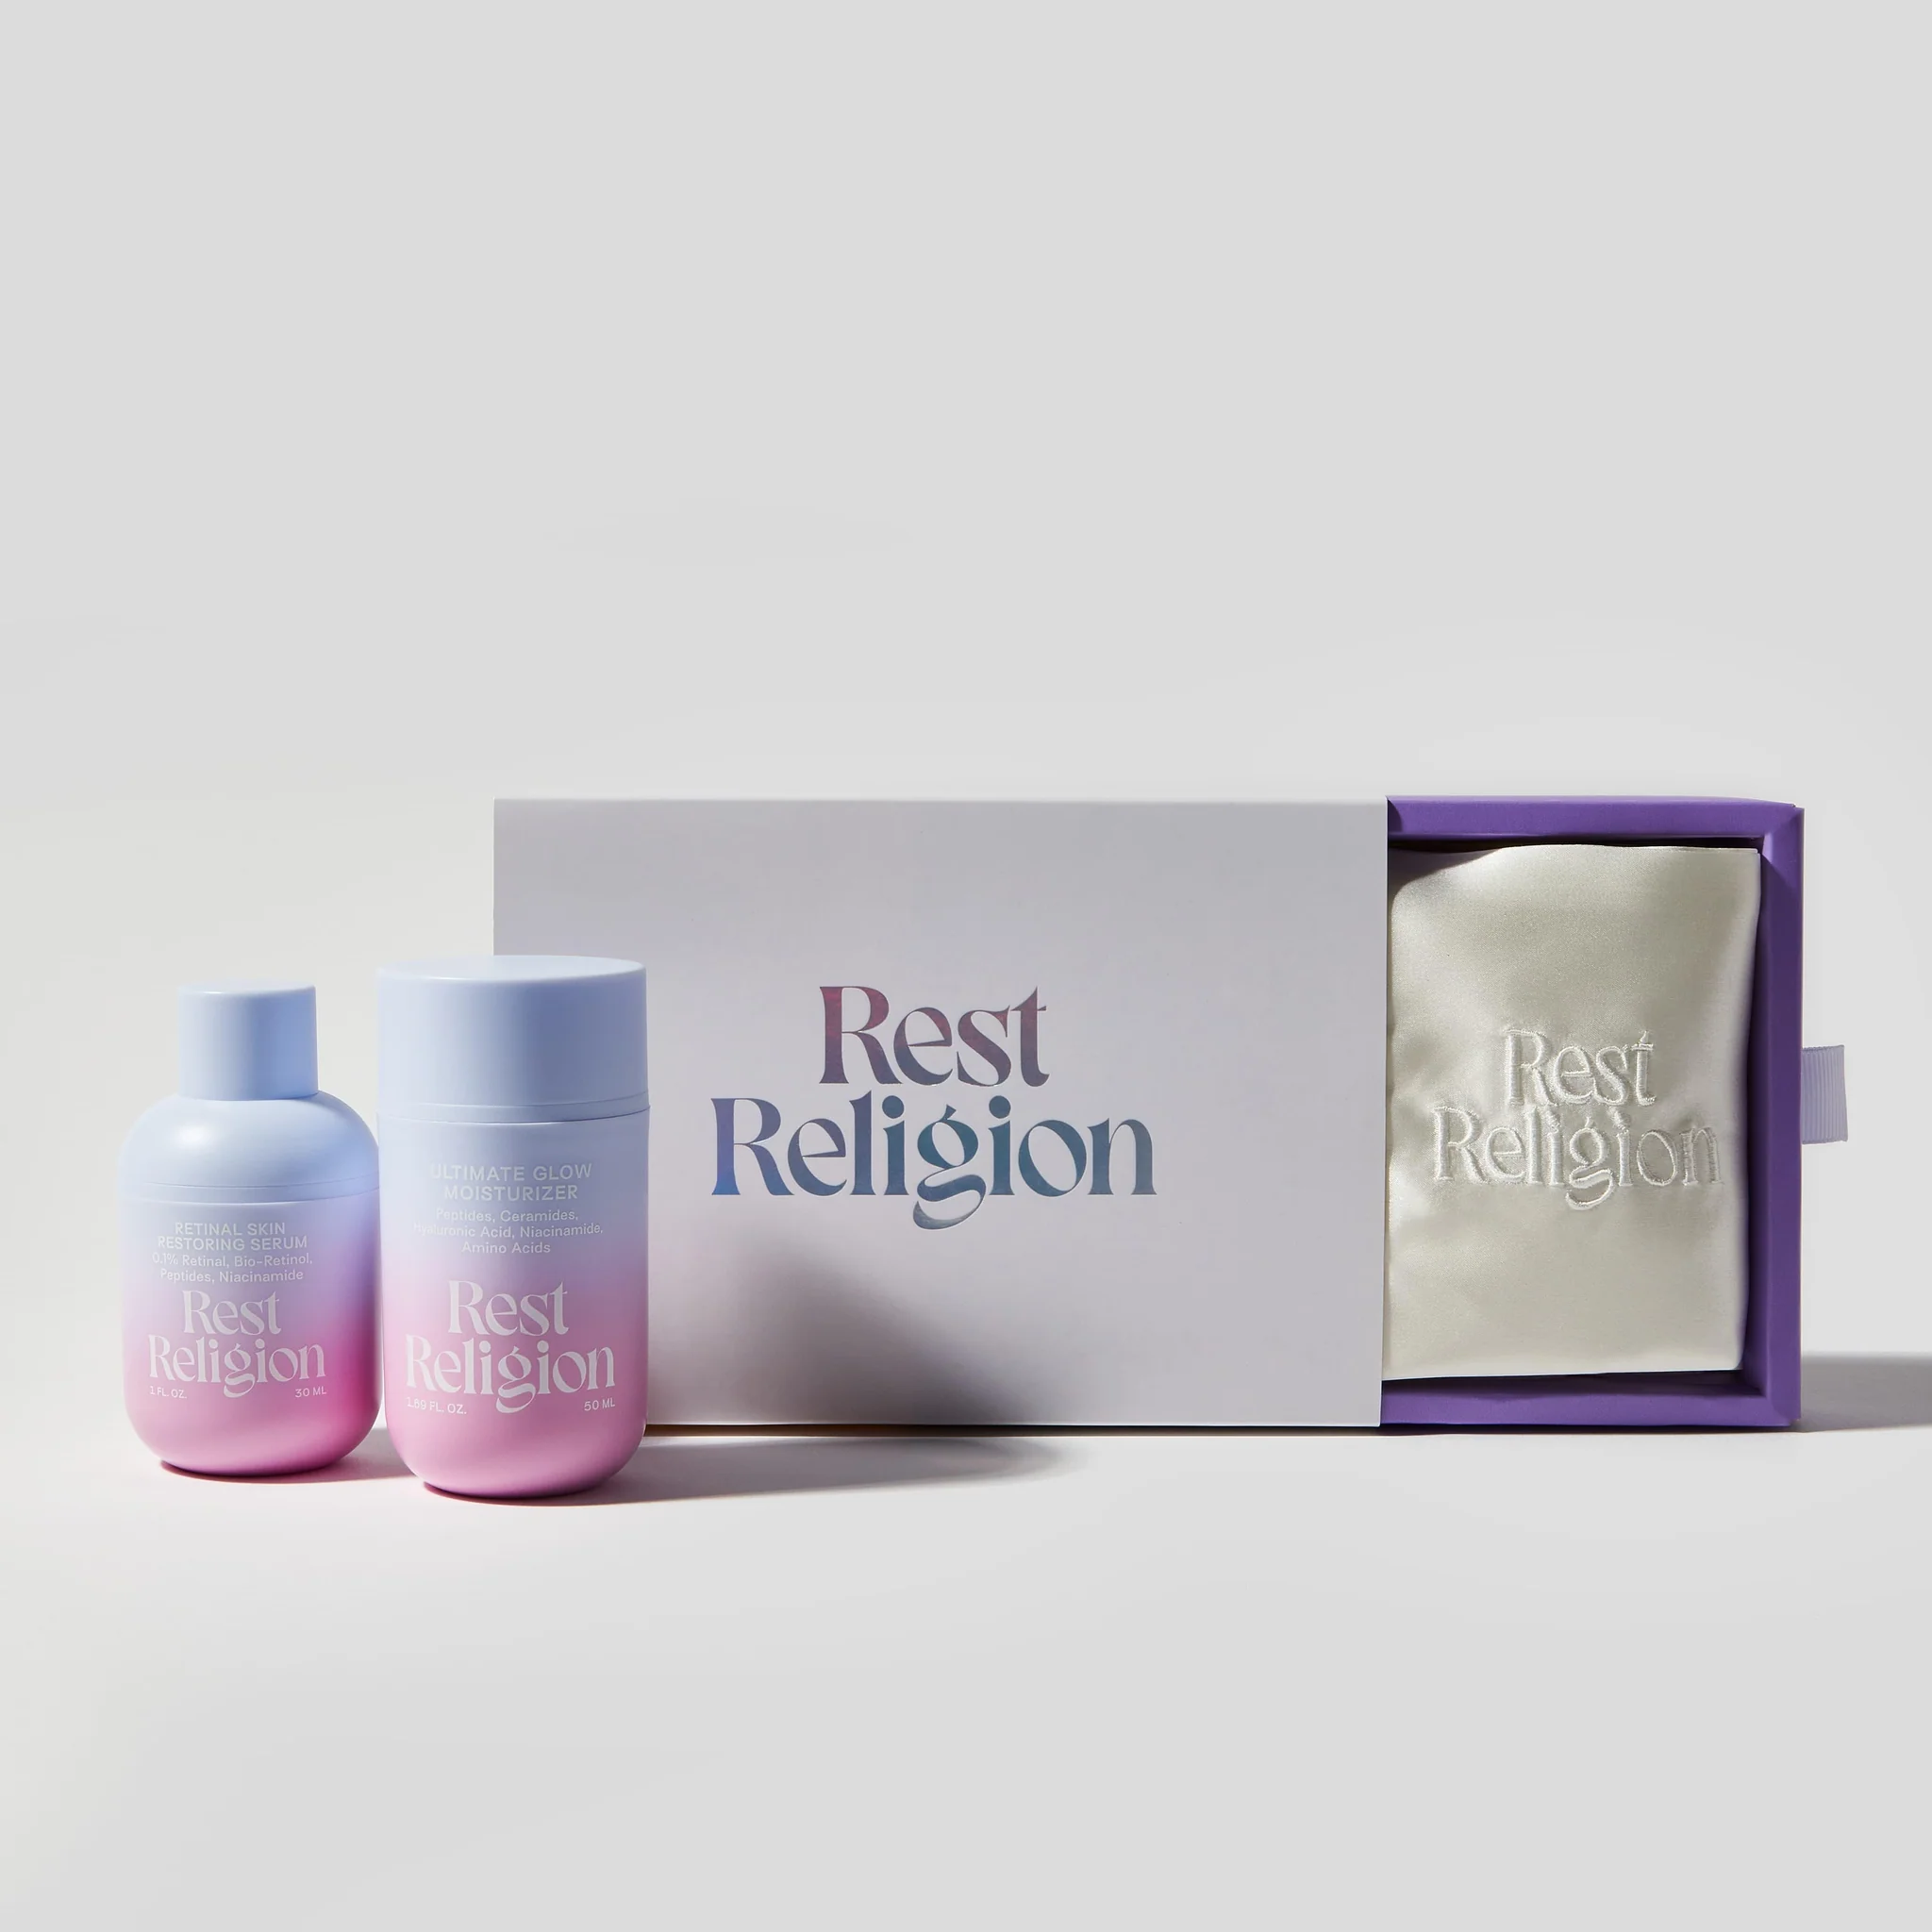 RETINAL SKIN
RESTORING SERUM
0.1% Retinal, Bio-Retinol,
Peptides, Niacinamide
Rest
Religion
1 FL. OZ. 30 ML
ULTIMATE GLOW
MOISTURIZER
Peptides, Ceramides,
Hyaluronic Acid, Niacinamide,
Amino Acids
Rest
Religion
1.69 FL. OZ. 50 ML
Rest
Religion
Rest
Religion